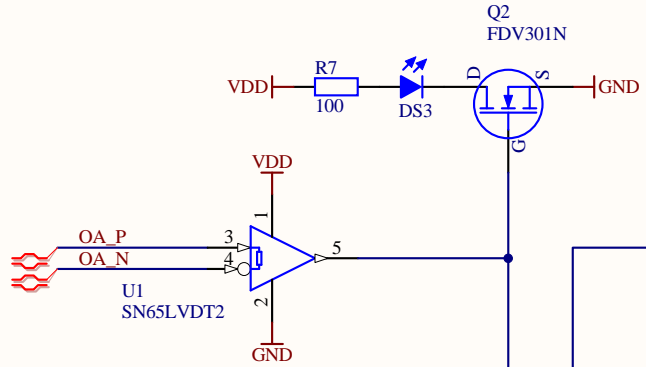 Q2
FDV301N
R7
VDD
100
DS3
D
S
G
GND
VDD
1
OA_P
3
OA_N
4
5
U1
SN65LVDT2
2
GND